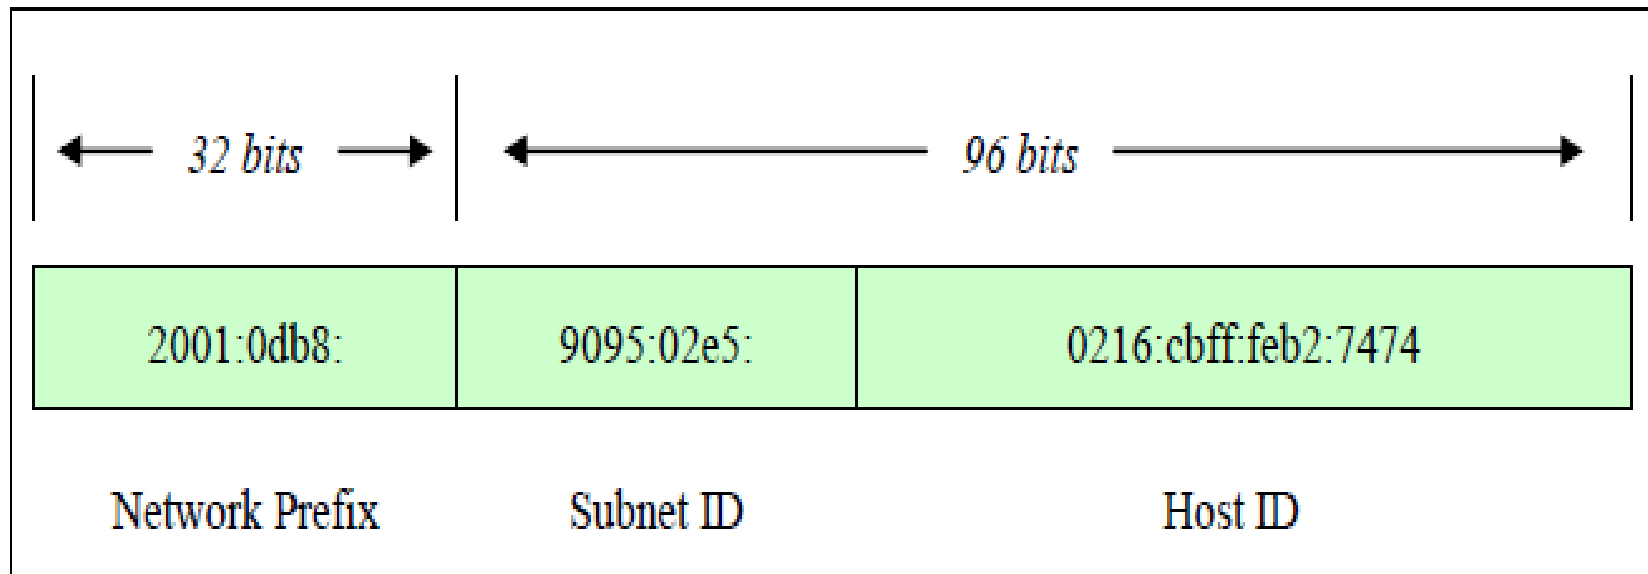 32 bits 96 bits
2001:0db8: 9095:02e5: 0216:cbff:feb2:7474
Network Prefix Subnet ID Host ID